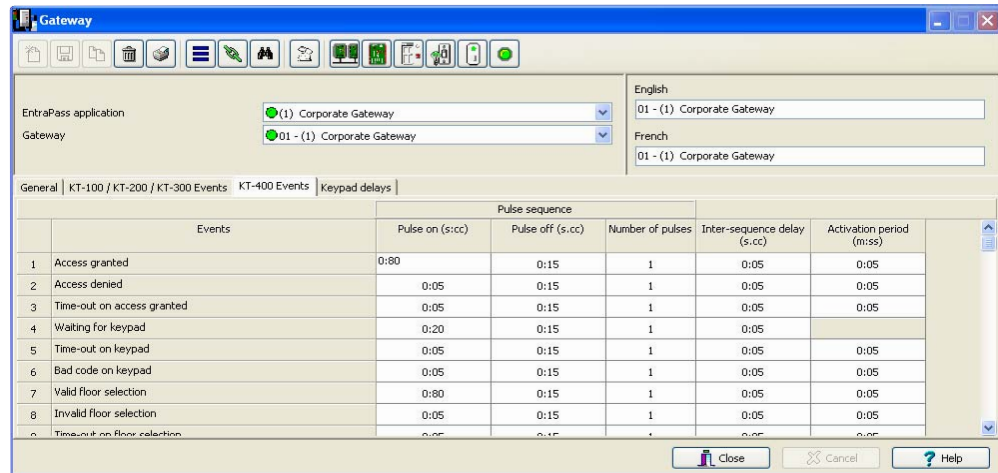 Gateway
English
EntraPass application (1) Corporate Gateway 01 - (1) Corporate Gateway
Gateway 01 - (1) Corporate Gateway French
01 - (1) Corporate Gateway
General KT-100 / KT-200 / KT-300 Events KT-400 Events Keypad delays
Pulse sequence
Events Pulse on (s:cc) Pulse off (s.cc) Number of pulses Inter-sequence delay (s.cc) Activation period (m:ss)
1 Access granted 0:80 0:15 1 0:05 0:05
2 Access denied 0:05 0:15 1 0:05 0:05
3 Time-out on access granted 0:05 0:15 1 0:05 0:05
4 Waiting for keypad 0:20 0:15 1 0:05
5 Time-out on keypad 0:05 0:15 1 0:05 0:05
6 Bad code on keypad 0:05 0:15 1 0:05 0:05
7 Valid floor selection 0:80 0:15 1 0:05 0:05
8 Invalid floor selection 0:05 0:15 1 0:05 0:05
Time-out on floor selection
Close Cancel ? Help